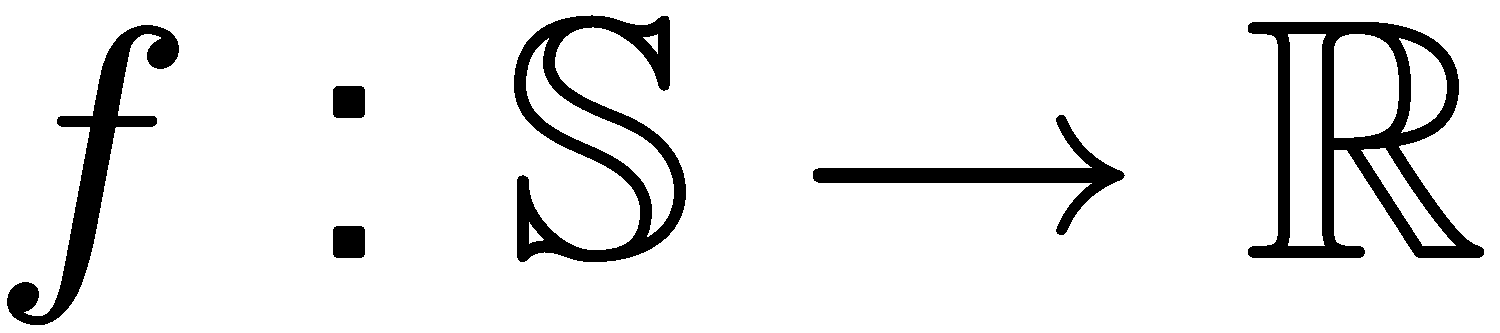 f : 𝕊 → ℝ